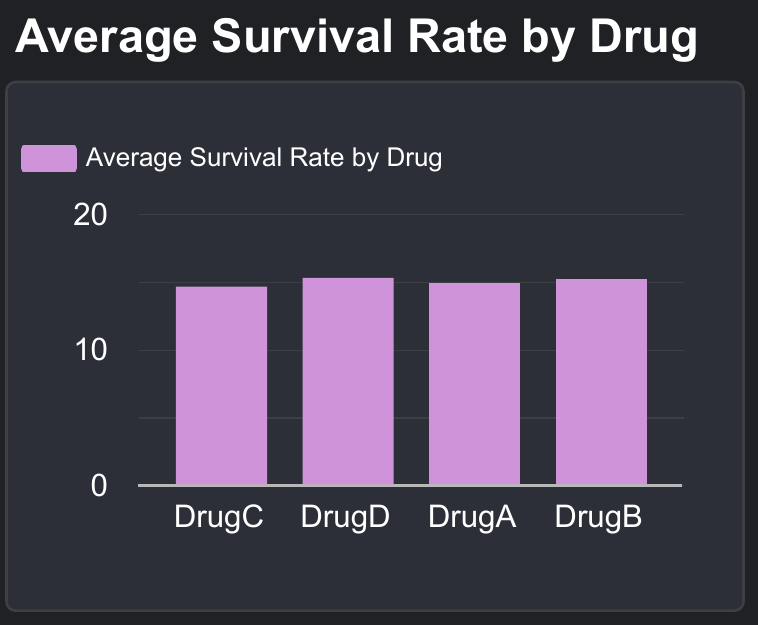 Average Survival Rate by Drug
Average Survival Rate by Drug
20
10
0
DrugC DrugD DrugA DrugB